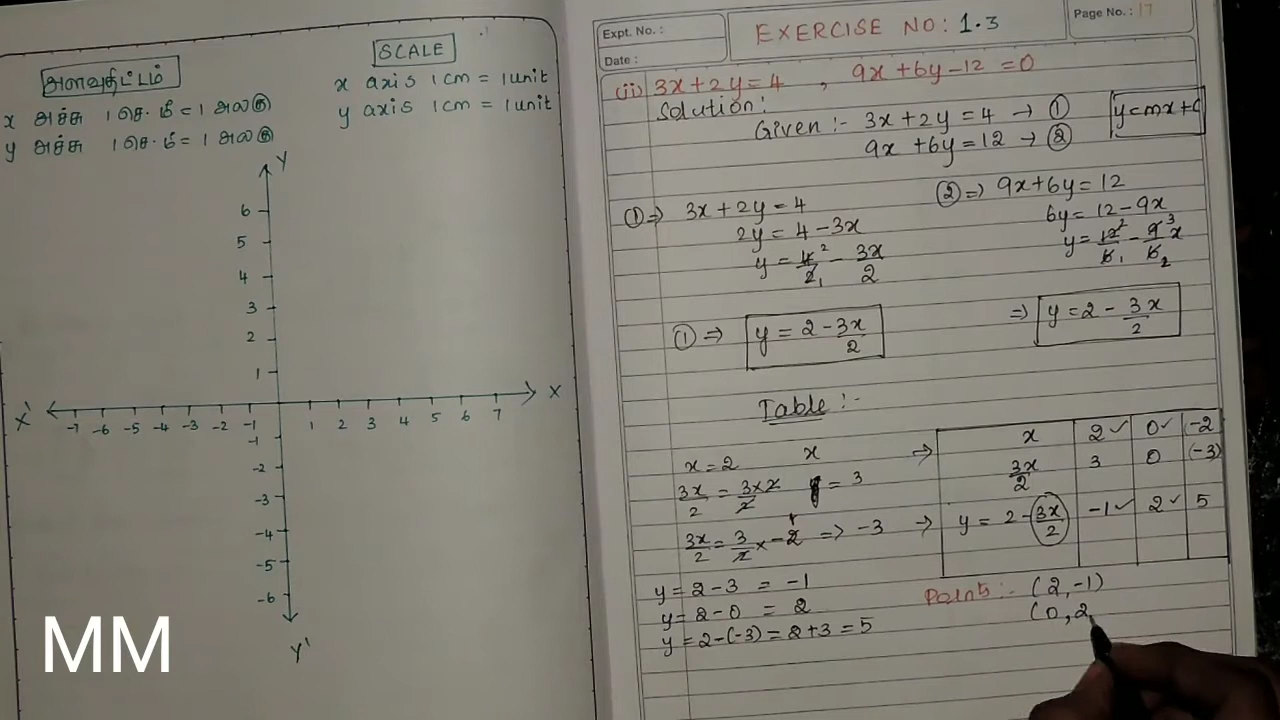 அளவுதிட்டம்
x அச்சு 1 செ.மீ = 1 அலகு
y அச்சு 1 செ.மீ = 1 அலகு
SCALE
x axis 1cm = 1unit
y axis 1cm = 1unit
Y
6
5
4
3
2
1
X' X
-7 -6 -5 -4 -3 -2 -1 1 2 3 4 5 6 7
-1
-2
-3
-4
-5
-6
Y'
MM
Expt. No. :
Date :
EXERCISE NO: 1.3
Page No. : 17
(ii) 3x+2y=4 , 9x+6y-12=0
Solution:
Given :- 3x+2y=4 → ①
9x+6y=12 → ②
y=mx+c
①⇒ 3x+2y=4
2y = 4-3x
y = 4/2 - 3x/2 2 1
①⇒ y = 2-3x/2
②⇒ 9x+6y=12
6y = 12-9x
y = 12/6 - 9/6 x 2 1 3 2
⇒ y = 2 - 3x/2
Table :-
x=2 x
3x/2 = 3×2/2 y = 3
3x/2 = 3/2 × -2 ⇒ -3
y = 2-3 = -1
y = 2-0 = 2
y = 2-(-3) = 2+3 = 5
→ x 2✓ 0✓ (-2
3x/2 3 0 (-3)
→ y = 2-3x/2 -1✓ 2✓ 5
Points :- (2,-1)
(0,2